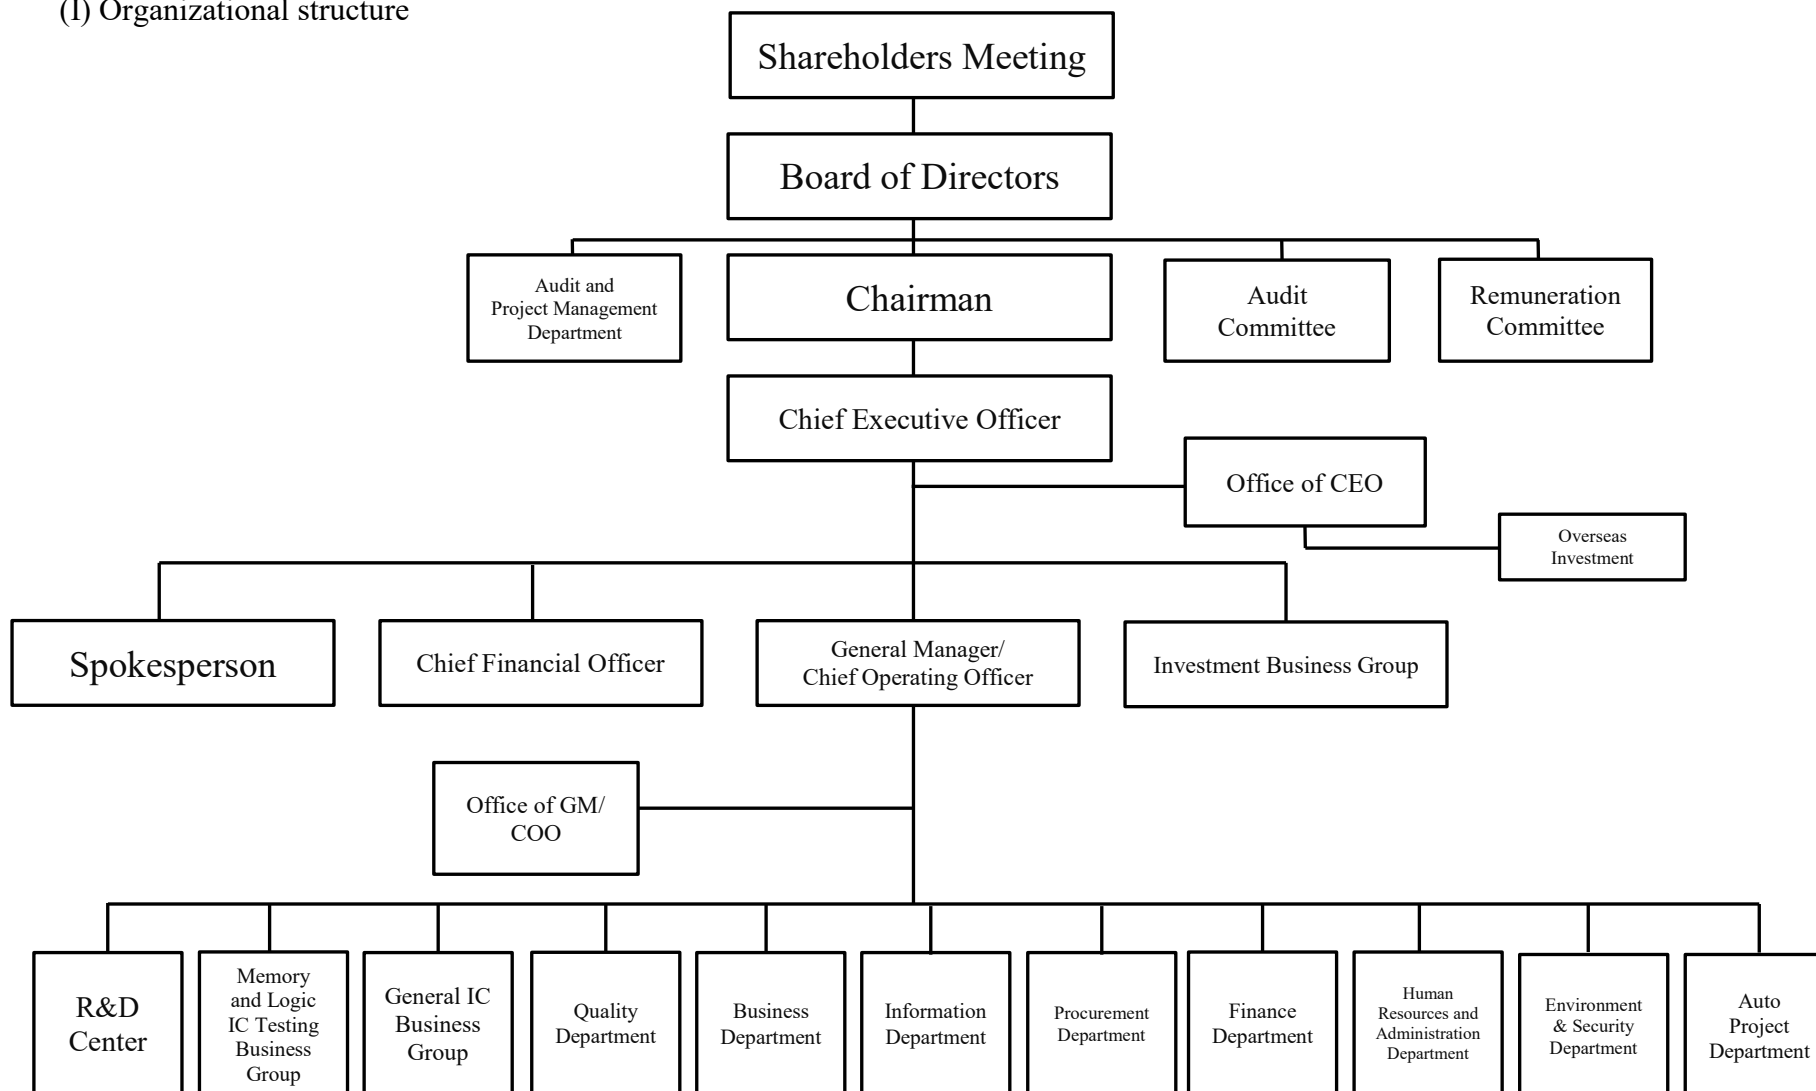 (I) Organizational structure
Shareholders Meeting
Board of Directors
Audit and
Project Management
Department
Chairman
Audit
Committee
Remuneration
Committee
Chief Executive Officer
Office of CEO
Overseas
Investment
Spokesperson
Chief Financial Officer
General Manager/
Chief Operating Officer
Investment Business Group
Office of GM/
COO
R&D
Center
Memory
and Logic
IC Testing
Business
Group
General IC
Business
Group
Quality
Department
Business
Department
Information
Department
Procurement
Department
Finance
Department
Human
Resources and
Administration
Department
Environment
& Security
Department
Auto
Project
Department